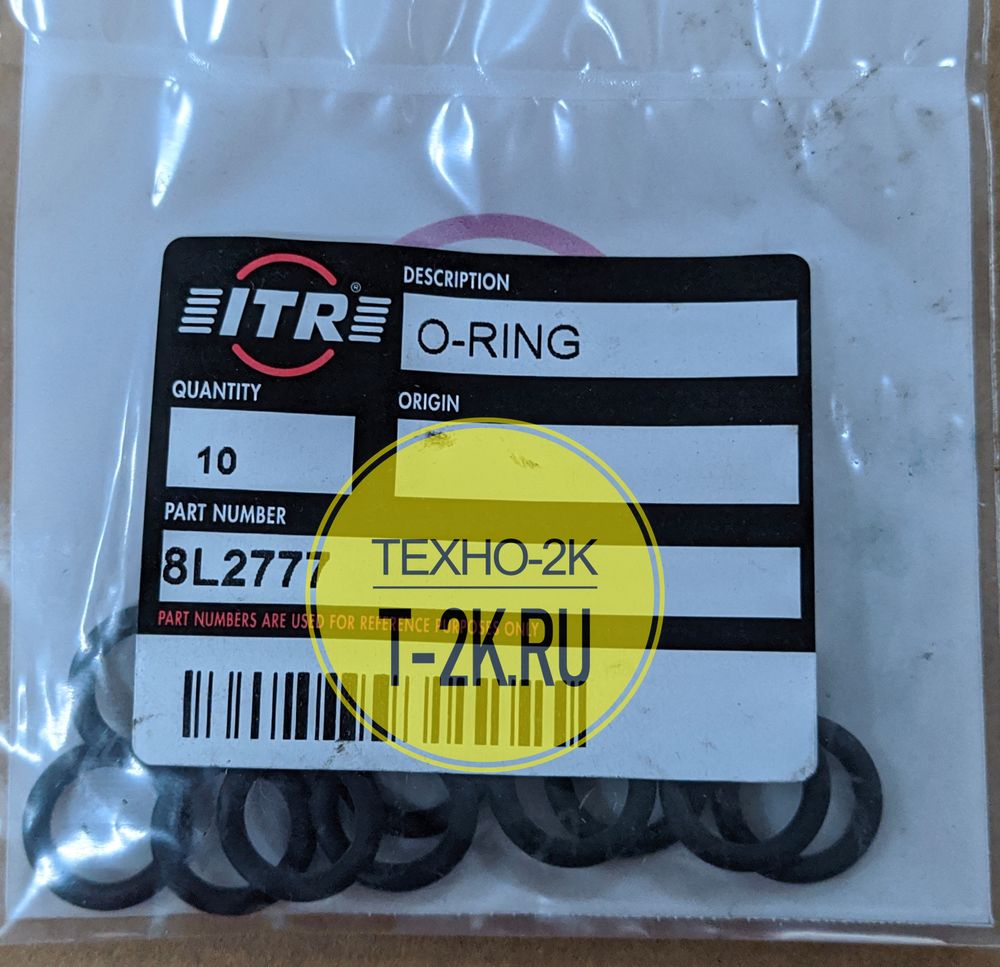 ITR®
DESCRIPTION
O-RING
QUANTITY
10
ORIGIN
PART NUMBER
8L2777
PART NUMBERS ARE USED FOR REFERENCE PURPOSES ONLY
ТЕХНО-2К
T-2K.RU